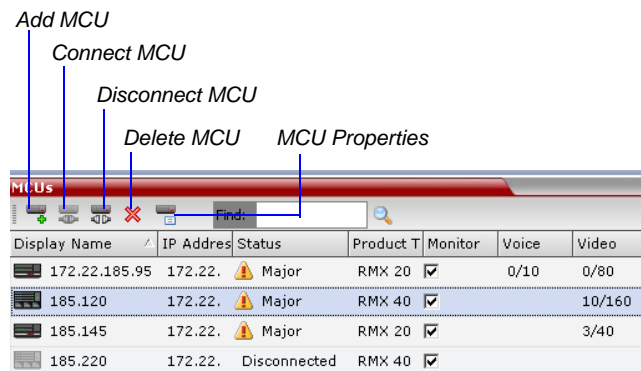 Add MCU
Connect MCU
Disconnect MCU
Delete MCU MCU Properties
MCUs
Find:
Display Name IP Addres Status Product T Monitor Voice Video
172.22.185.95 172.22. Major RMX 20 0/10 0/80
185.120 172.22. Major RMX 40 10/160
185.145 172.22. Major RMX 20 3/40
185.220 172.22. Disconnected RMX 40